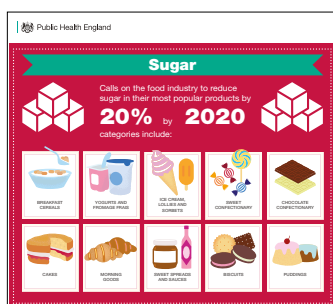 Public Health England
Sugar
Calls on the food industry to reduce
sugar in their most popular products by
20% by 2020
categories include:
BREAKFAST
CEREALS
YOGURTS AND
FROMAGE FRAIS
ICE CREAM,
LOLLIES AND
SORBETS
SWEET
CONFECTIONARY
CHOCOLATE
CONFECTIONARY
CAKES
MORNING
GOODS
SWEET SPREADS
AND SAUCES
BISCUITS
PUDDINGS